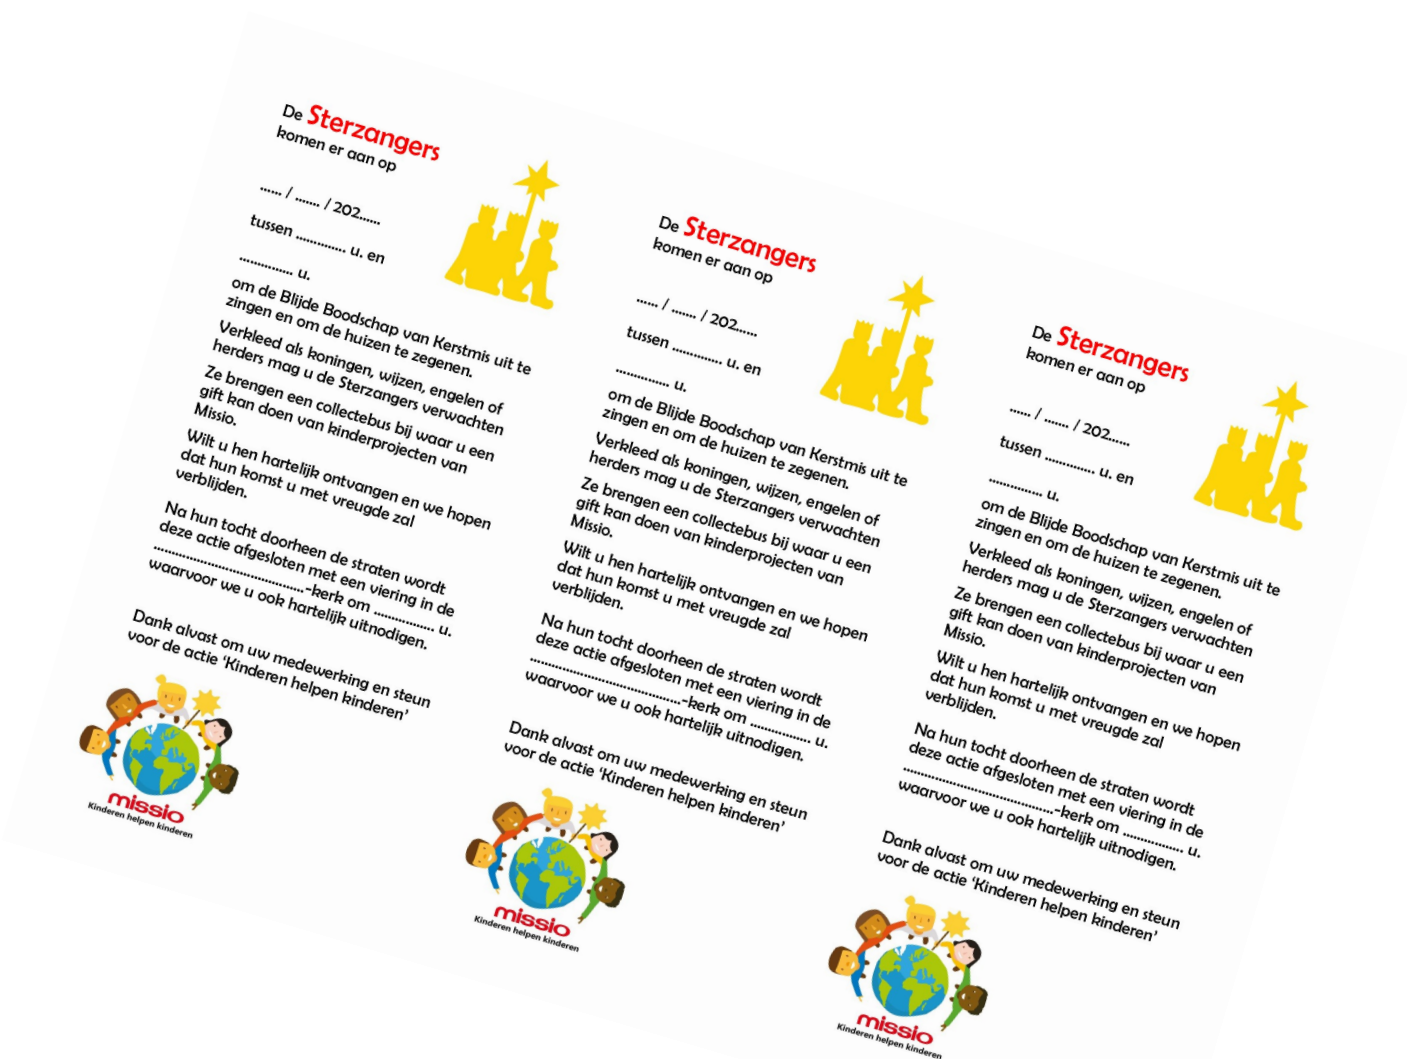 De Sterzangers
komen er aan op
...... / ....... / 202......
tussen .............. u. en
............... u.
om de Blijde Boodschap van Kerstmis uit te
zingen en om de huizen te zegenen.
Verkleed als koningen, wijzen, engelen of
herders mag u de Sterzangers verwachten
Ze brengen een collectebus bij waar u een
gift kan doen van kinderprojecten van
Missio.
Wilt u hen hartelijk ontvangen en we hopen
dat hun komst u met vreugde zal
verblijden.
Na hun tocht doorheen de straten wordt
deze actie afgesloten met een viering in de
..........................................-kerk om ................. u.
waarvoor we u ook hartelijk uitnodigen.
Dank alvast om uw medewerking en steun
voor de actie ‘Kinderen helpen kinderen’
missio
Kinderen helpen kinderen
De Sterzangers
komen er aan op
...... / ....... / 202......
tussen .............. u. en
............... u.
om de Blijde Boodschap van Kerstmis uit te
zingen en om de huizen te zegenen.
Verkleed als koningen, wijzen, engelen of
herders mag u de Sterzangers verwachten
Ze brengen een collectebus bij waar u een
gift kan doen van kinderprojecten van
Missio.
Wilt u hen hartelijk ontvangen en we hopen
dat hun komst u met vreugde zal
verblijden.
Na hun tocht doorheen de straten wordt
deze actie afgesloten met een viering in de
..........................................-kerk om ................. u.
waarvoor we u ook hartelijk uitnodigen.
Dank alvast om uw medewerking en steun
voor de actie ‘Kinderen helpen kinderen’
missio
Kinderen helpen kinderen
De Sterzangers
komen er aan op
...... / ....... / 202......
tussen .............. u. en
............... u.
om de Blijde Boodschap van Kerstmis uit te
zingen en om de huizen te zegenen.
Verkleed als koningen, wijzen, engelen of
herders mag u de Sterzangers verwachten
Ze brengen een collectebus bij waar u een
gift kan doen van kinderprojecten van
Missio.
Wilt u hen hartelijk ontvangen en we hopen
dat hun komst u met vreugde zal
verblijden.
Na hun tocht doorheen de straten wordt
deze actie afgesloten met een viering in de
..........................................-kerk om ................. u.
waarvoor we u ook hartelijk uitnodigen.
Dank alvast om uw medewerking en steun
voor de actie ‘Kinderen helpen kinderen’
missio
Kinderen helpen kinderen